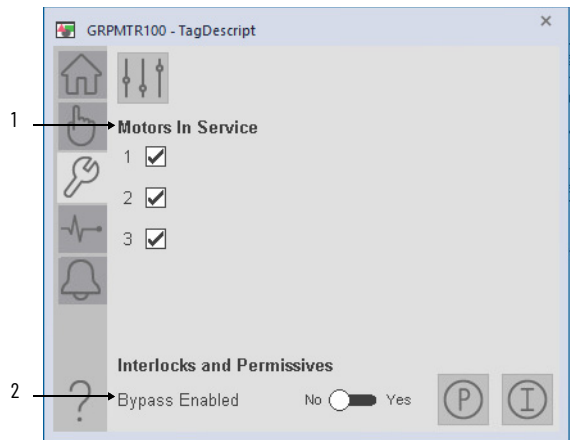 GRPMTR100 - TagDescript
1
Motors In Service
1
2
3
Interlocks and Permissives
2
Bypass Enabled No Yes
P I
?